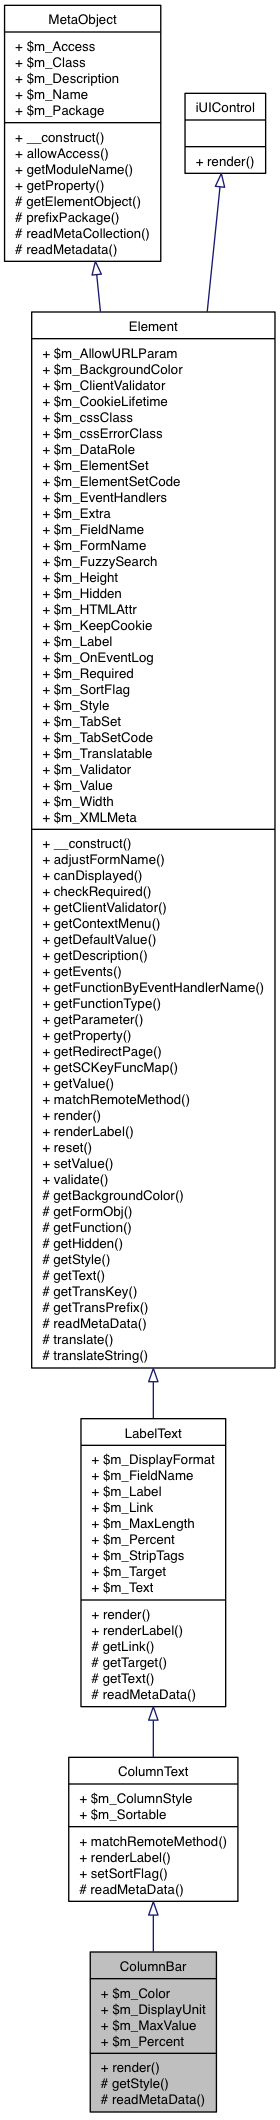 MetaObject
+ $m_Access
+ $m_Class
+ $m_Description
+ $m_Name
+ $m_Package
+ __construct()
+ allowAccess()
+ getModuleName()
+ getProperty()
# getElementObject()
# prefixPackage()
# readMetaCollection()
# readMetadata()
iUIControl
+ render()
Element
+ $m_AllowURLParam
+ $m_BackgroundColor
+ $m_ClientValidator
+ $m_CookieLifetime
+ $m_cssClass
+ $m_cssErrorClass
+ $m_DataRole
+ $m_ElementSet
+ $m_ElementSetCode
+ $m_EventHandlers
+ $m_Extra
+ $m_FieldName
+ $m_FormName
+ $m_FuzzySearch
+ $m_Height
+ $m_Hidden
+ $m_HTMLAttr
+ $m_KeepCookie
+ $m_Label
+ $m_OnEventLog
+ $m_Required
+ $m_SortFlag
+ $m_Style
+ $m_TabSet
+ $m_TabSetCode
+ $m_Translatable
+ $m_Validator
+ $m_Value
+ $m_Width
+ $m_XMLMeta
+ __construct()
+ adjustFormName()
+ canDisplayed()
+ checkRequired()
+ getClientValidator()
+ getContextMenu()
+ getDefaultValue()
+ getDescription()
+ getEvents()
+ getFunctionByEventHandlerName()
+ getFunctionType()
+ getParameter()
+ getProperty()
+ getRedirectPage()
+ getSCKeyFuncMap()
+ getValue()
+ matchRemoteMethod()
+ render()
+ renderLabel()
+ reset()
+ setValue()
+ validate()
# getBackgroundColor()
# getFormObj()
# getFunction()
# getHidden()
# getStyle()
# getText()
# getTransKey()
# getTransPrefix()
# readMetaData()
# translate()
# translateString()
LabelText
+ $m_DisplayFormat
+ $m_FieldName
+ $m_Label
+ $m_Link
+ $m_MaxLength
+ $m_Percent
+ $m_StripTags
+ $m_Target
+ $m_Text
+ render()
+ renderLabel()
# getLink()
# getTarget()
# getText()
# readMetaData()
ColumnText
+ $m_ColumnStyle
+ $m_Sortable
+ matchRemoteMethod()
+ renderLabel()
+ setSortFlag()
# readMetaData()
ColumnBar
+ $m_Color
+ $m_DisplayUnit
+ $m_MaxValue
+ $m_Percent
+ render()
# getStyle()
# readMetaData()